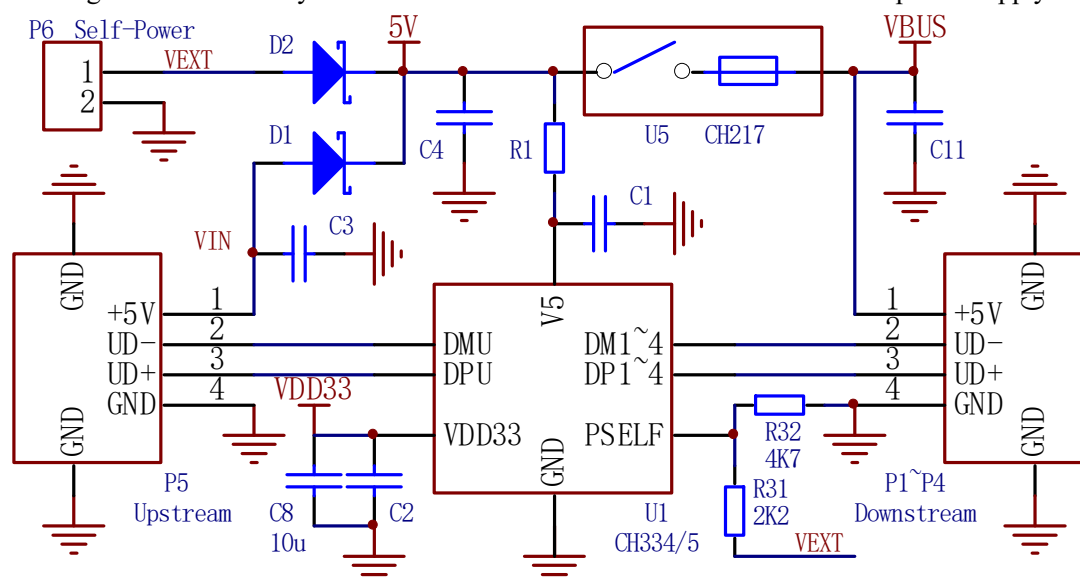 P6 Self-Power
1
2
VEXT
D2
5V
VBUS
D1
C4
R1
U5 CH217
C11
C3
C1
VIN
GND
+5V
UD-
UD+
GND
GND
1
2
3
4
P5
Upstream
VDD33
C8
10u
C2
V5
DMU
DPU
VDD33
GND
DM1~4
DP1~4
PSELF
U1
CH334/5
R32
4K7
R31
2K2
VEXT
1
2
3
4
GND
+5V
UD-
UD+
GND
GND
P1~P4
Downstream